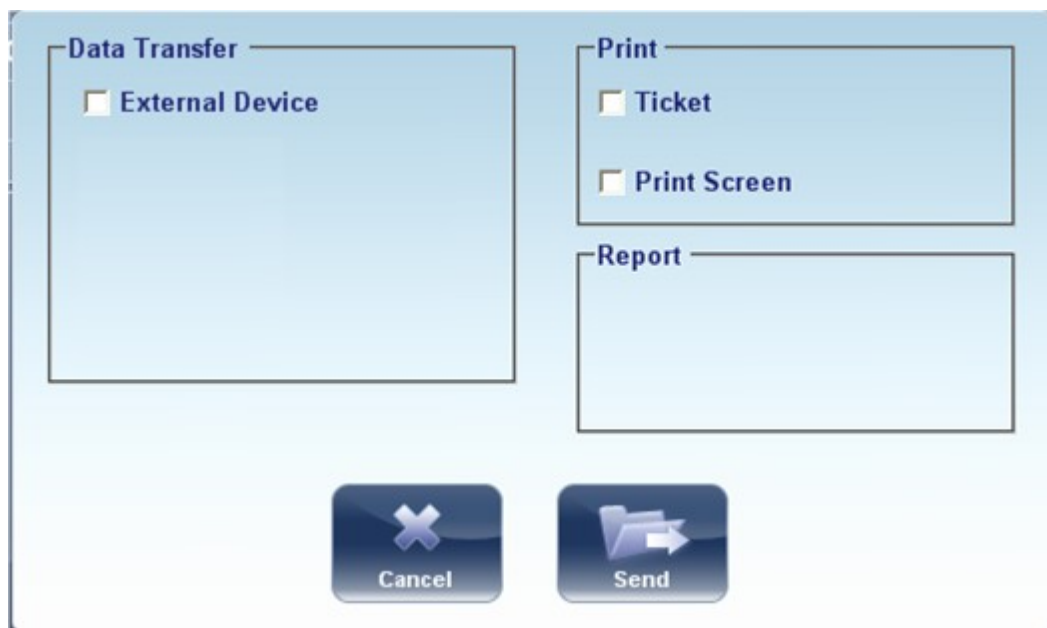 Data Transfer
External Device
Print
Ticket
Print Screen
Report
Cancel
Send